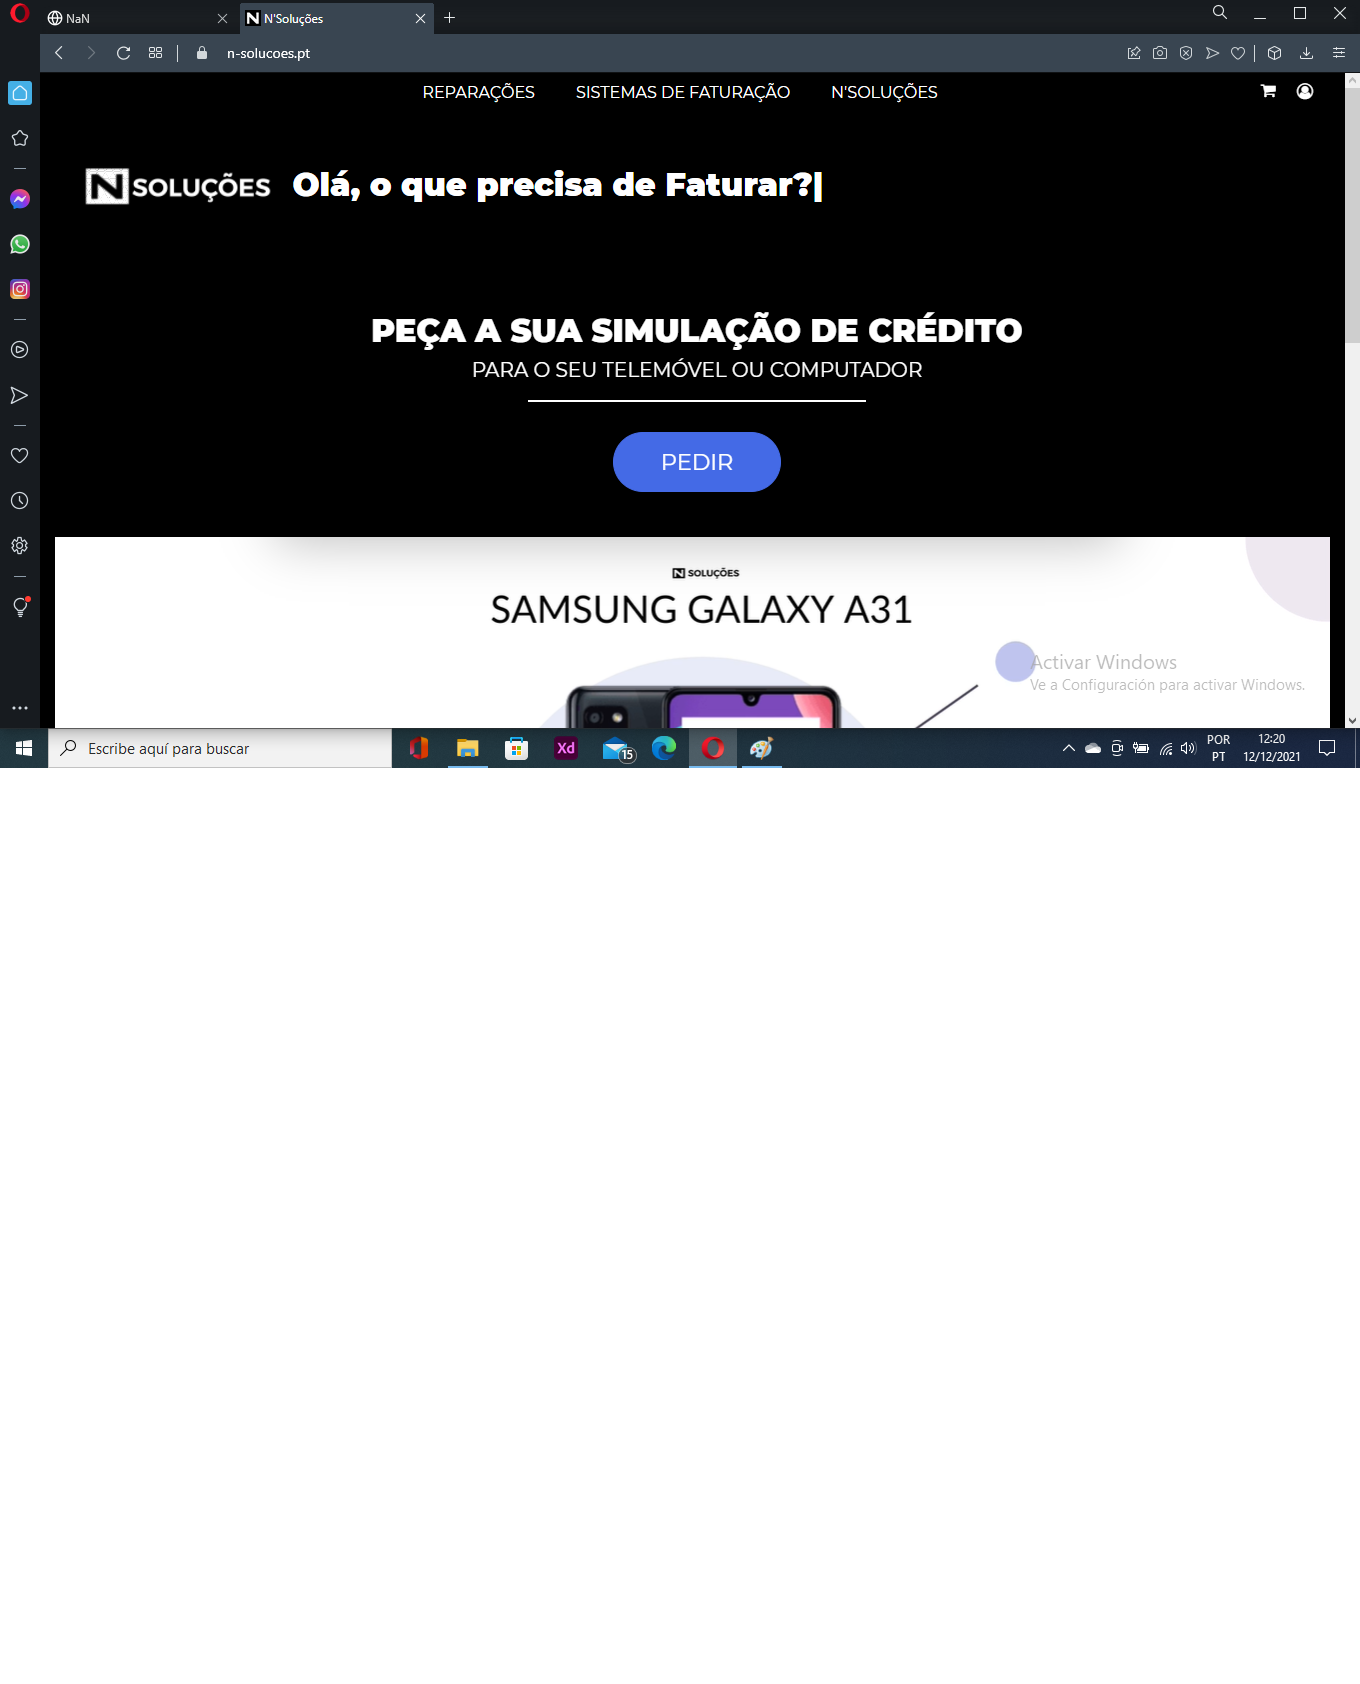 NaN
N'Soluções
n-solucoes.pt
REPARAÇÕES SISTEMAS DE FATURAÇÃO N'SOLUÇÕES
N SOLUÇÕES Olá, o que precisa de Faturar?|
PEÇA A SUA SIMULAÇÃO DE CRÉDITO
PARA O SEU TELEMÓVEL OU COMPUTADOR
PEDIR
N SOLUÇÕES
SAMSUNG GALAXY A31
Activar Windows
Ve a Configuración para activar Windows.
Escribe aquí para buscar
Xd
15
POR
PT
12:20
12/12/2021